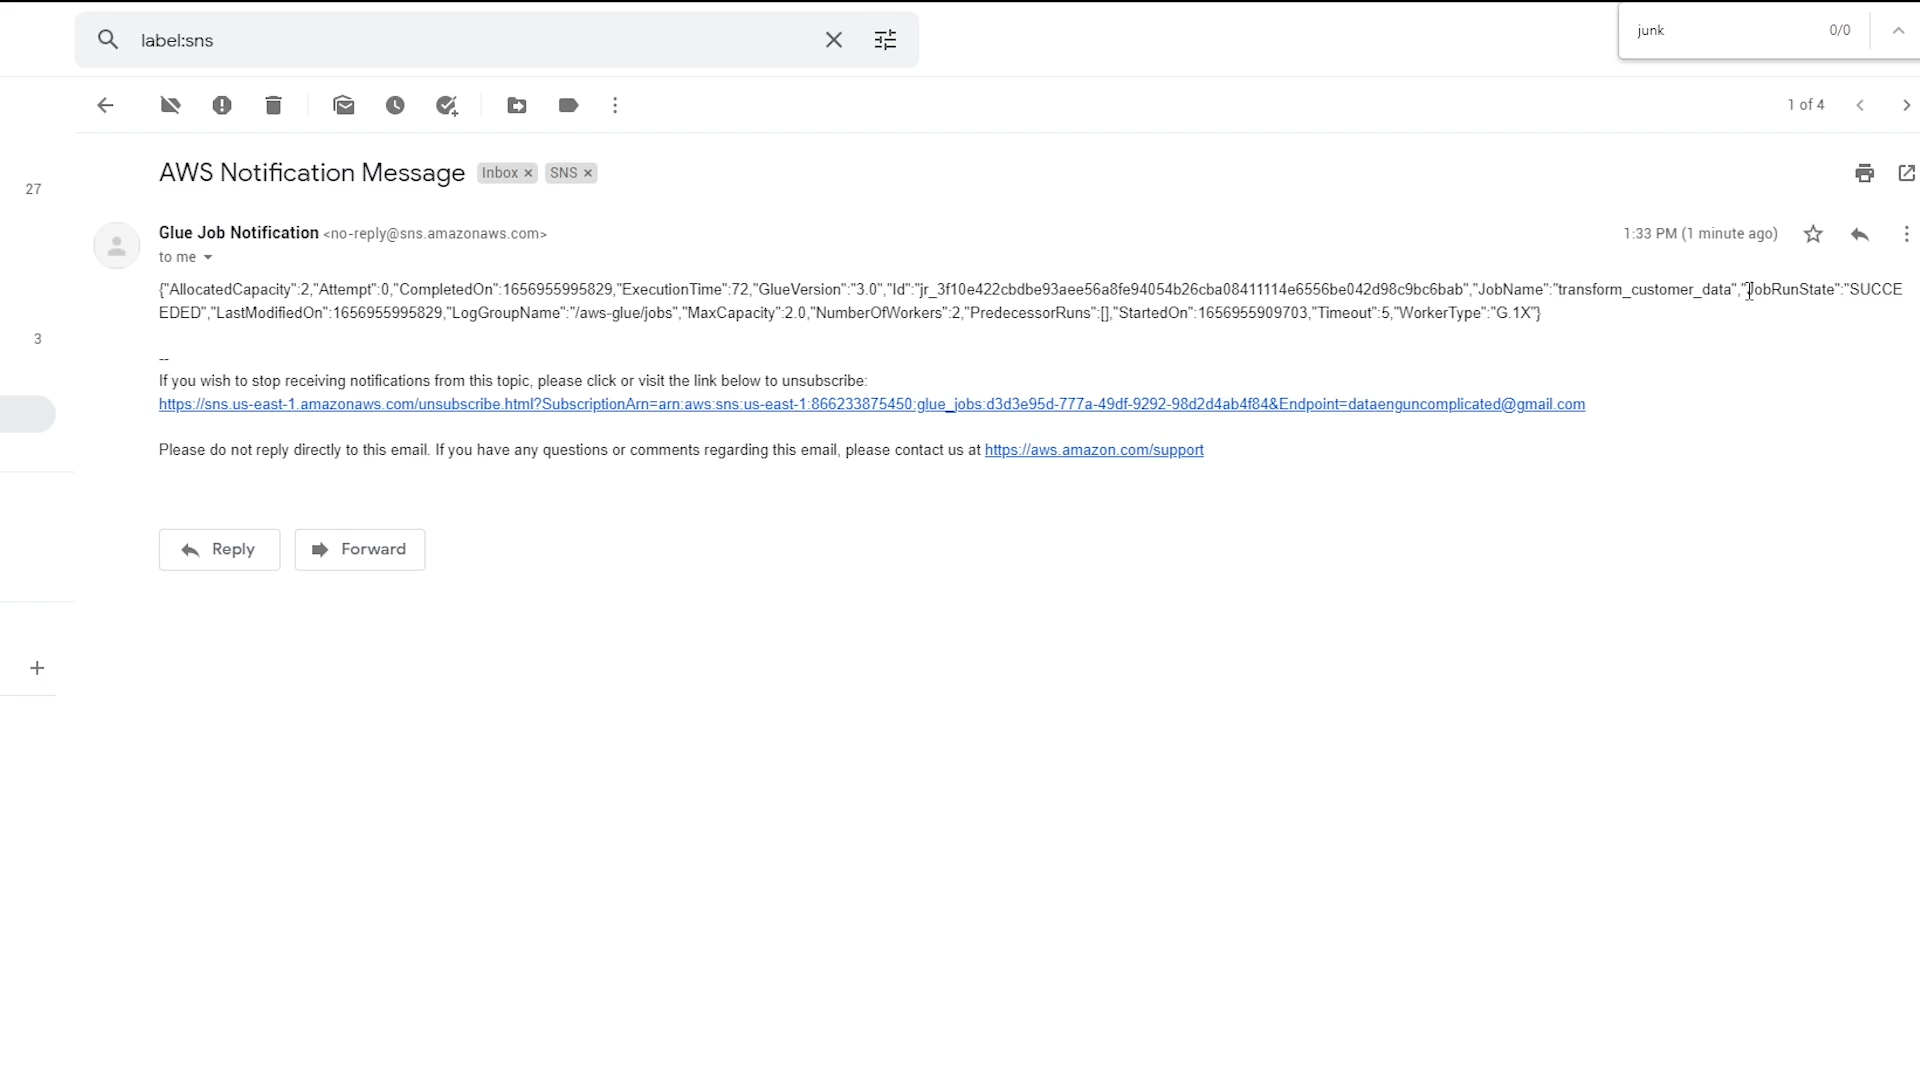 label:sns
junk 0/0
1 of 4
AWS Notification Message Inbox × SNS ×
27
Glue Job Notification <no-reply@sns.amazonaws.com> 1:33 PM (1 minute ago)
to me
{"AllocatedCapacity":2,"Attempt":0,"CompletedOn":1656955995829,"ExecutionTime":72,"GlueVersion":"3.0","Id":"jr_3f10e422cbdbe93aee56a8fe94054b26cba08411114e6556be042d98c9bc6bab","JobName":"transform_customer_data","JobRunState":"SUCCE
EDED","LastModifiedOn":1656955995829,"LogGroupName":"/aws-glue/jobs","MaxCapacity":2.0,"NumberOfWorkers":2,"PredecessorRuns":[],"StartedOn":1656955909703,"Timeout":5,"WorkerType":"G.1X"}
3
--
If you wish to stop receiving notifications from this topic, please click or visit the link below to unsubscribe:
https://sns.us-east-1.amazonaws.com/unsubscribe.html?SubscriptionArn=arn:aws:sns:us-east-1:866233875450:glue_jobs:d3d3e95d-777a-49df-9292-98d2d4ab4f84&Endpoint=dataenguncomplicated@gmail.com
Please do not reply directly to this email. If you have any questions or comments regarding this email, please contact us at https://aws.amazon.com/support
Reply Forward